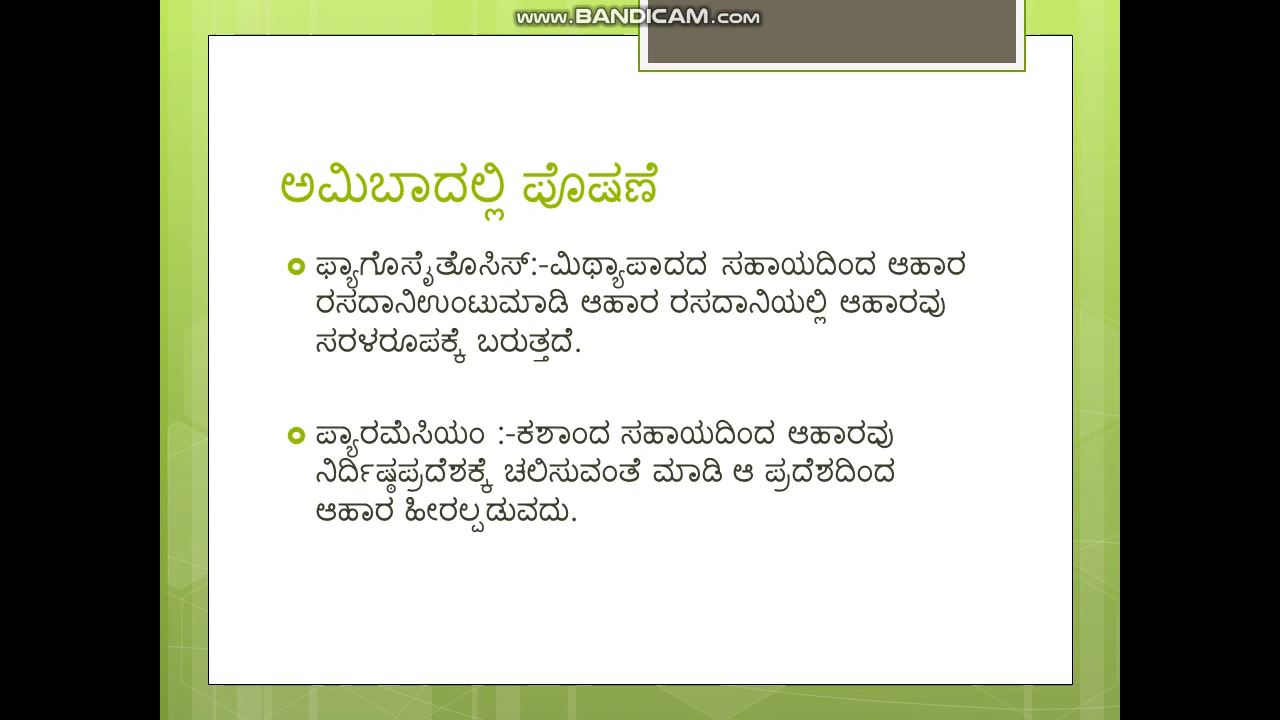 www.BANDICAM.com
ಅಮಿಬಾದಲ್ಲಿ ಪೊಷಣೆ
ಫ್ಯಾಗೊಸೈತೊಸಿಸ್:-ಮಿಥ್ಯಾಪಾದದ ಸಹಾಯದಿಂದ ಆಹಾರ
ರಸದಾನಿಉಂಟುಮಾಡಿ ಆಹಾರ ರಸದಾನಿಯಲ್ಲಿ ಆಹಾರವು
ಸರಳರೂಪಕ್ಕೆ ಬರುತ್ತದೆ.
ಪ್ಯಾರಮೆಸಿಯಂ :-ಕಶಾಂದ ಸಹಾಯದಿಂದ ಆಹಾರವು
ನಿರ್ದಿಷ್ಠಪ್ರದೆಶಕ್ಕೆ ಚಲಿಸುವಂತೆ ಮಾಡಿ ಆ ಪ್ರದೆಶದಿಂದ
ಆಹಾರ ಹೀರಲ್ಪಡುವದು.